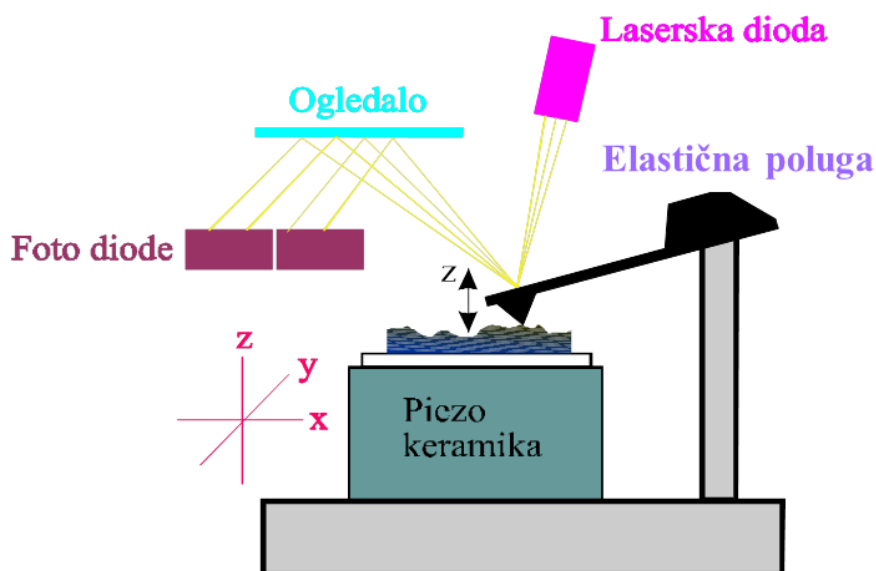 Laserska dioda
Ogledalo
Elastična poluga
Foto diode
z
z
y
x
Piezo
keramika